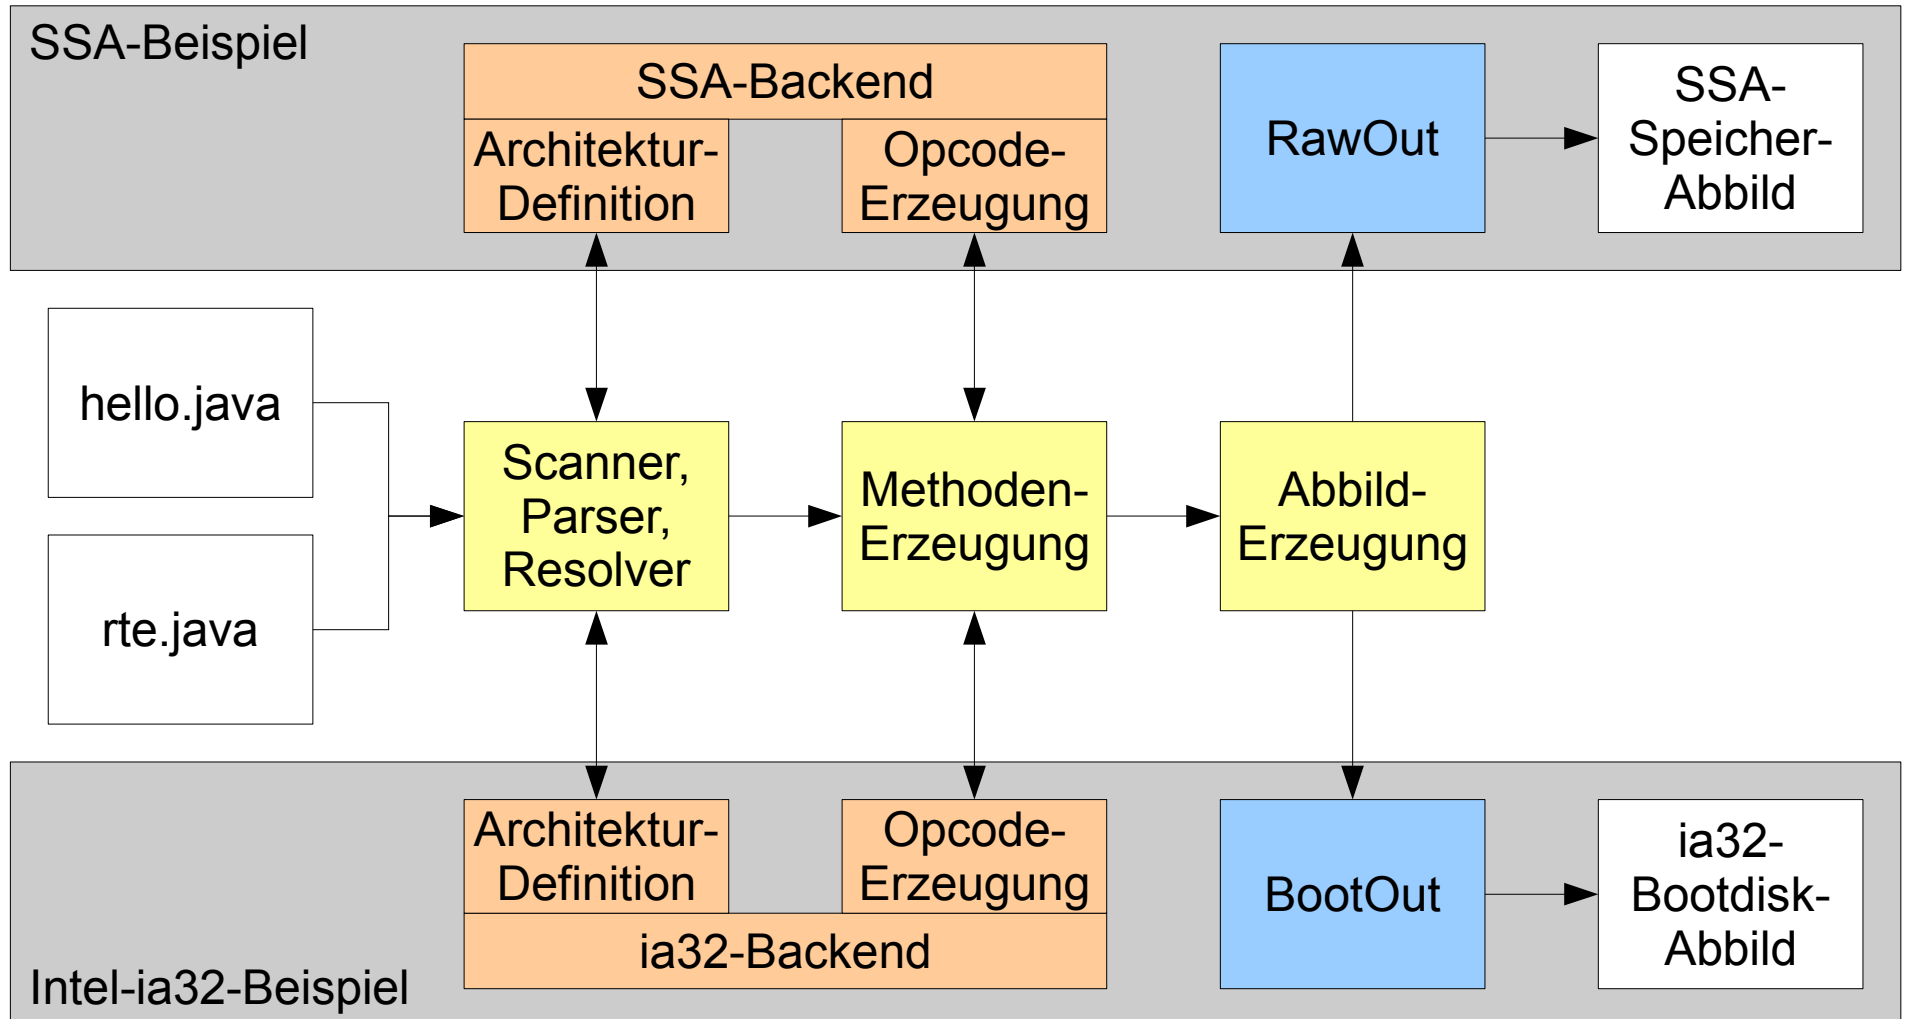 SSA-Beispiel
SSA-Backend
Architektur-
Definition
Opcode-
Erzeugung
RawOut
SSA-
Speicher-
Abbild
hello.java
rte.java
Scanner,
Parser,
Resolver
Methoden-
Erzeugung
Abbild-
Erzeugung
Architektur-
Definition
Opcode-
Erzeugung
ia32-Backend
BootOut
ia32-
Bootdisk-
Abbild
Intel-ia32-Beispiel